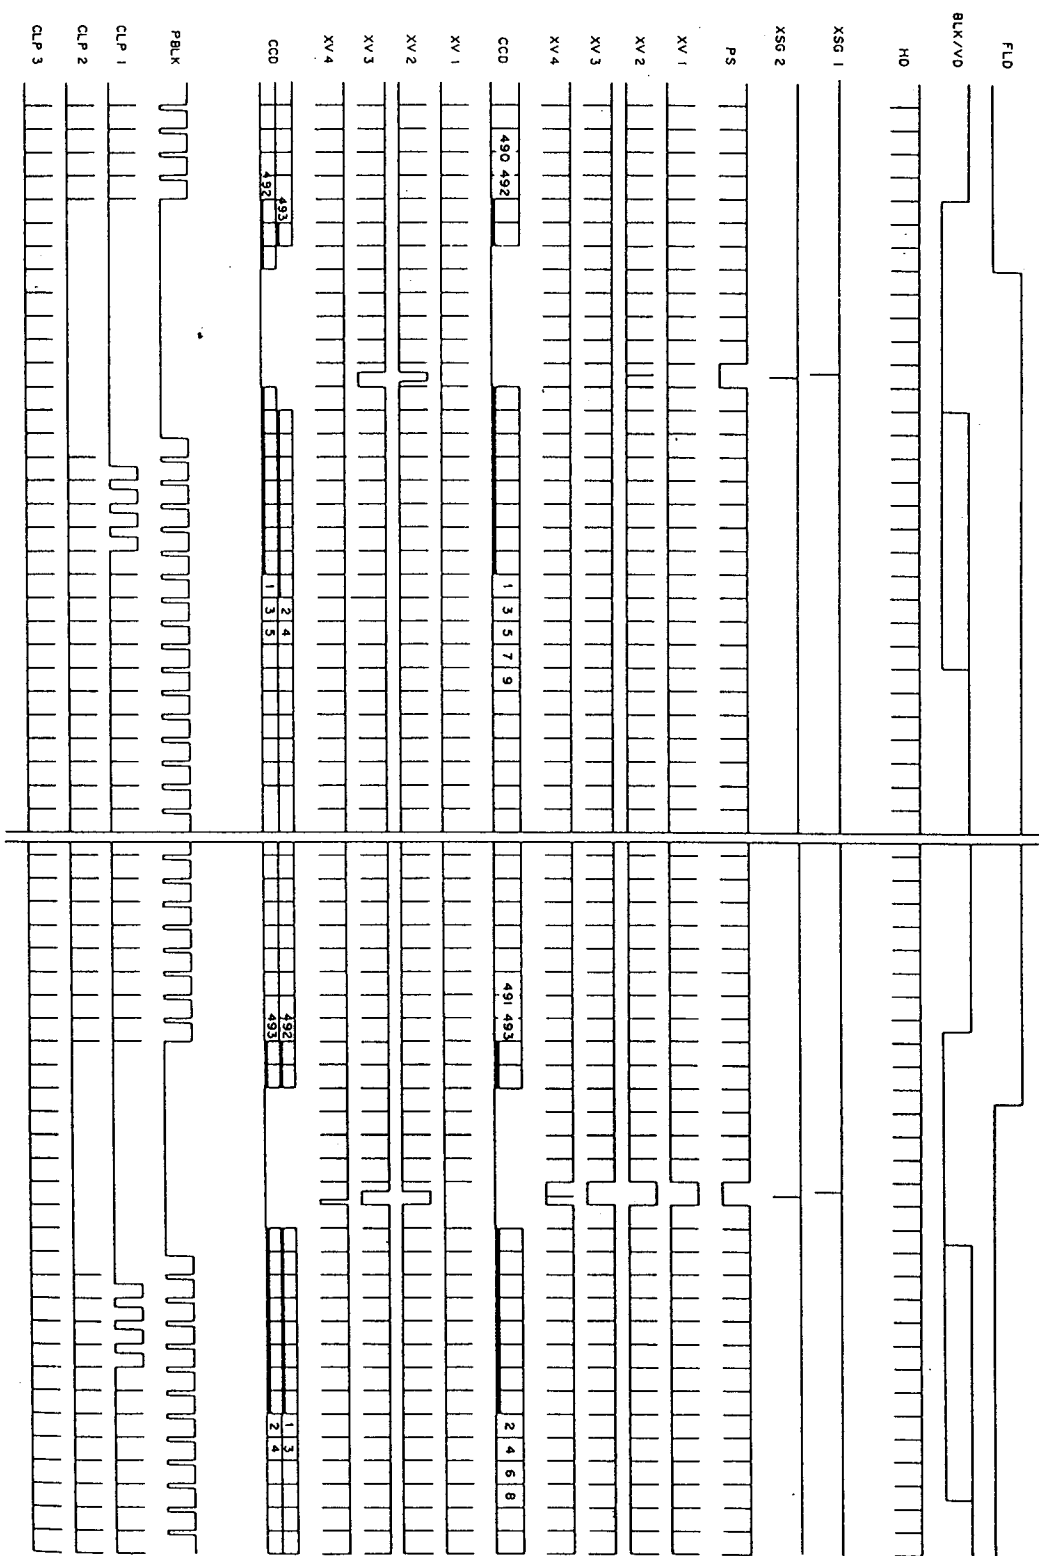 FLD
BLK/VD
HD
XSG 1
XSG 2
PS
XV 1
XV 2
XV 3
XV 4
CCD
490 492
1 3 5 7 9
491 493
2 4 6 8
XV 1
XV 2
XV 3
XV 4
CCD
493
2 4
492
1 3
492
1 3 5
493
2 4
PBLK
CLP 1
CLP 2
CLP 3